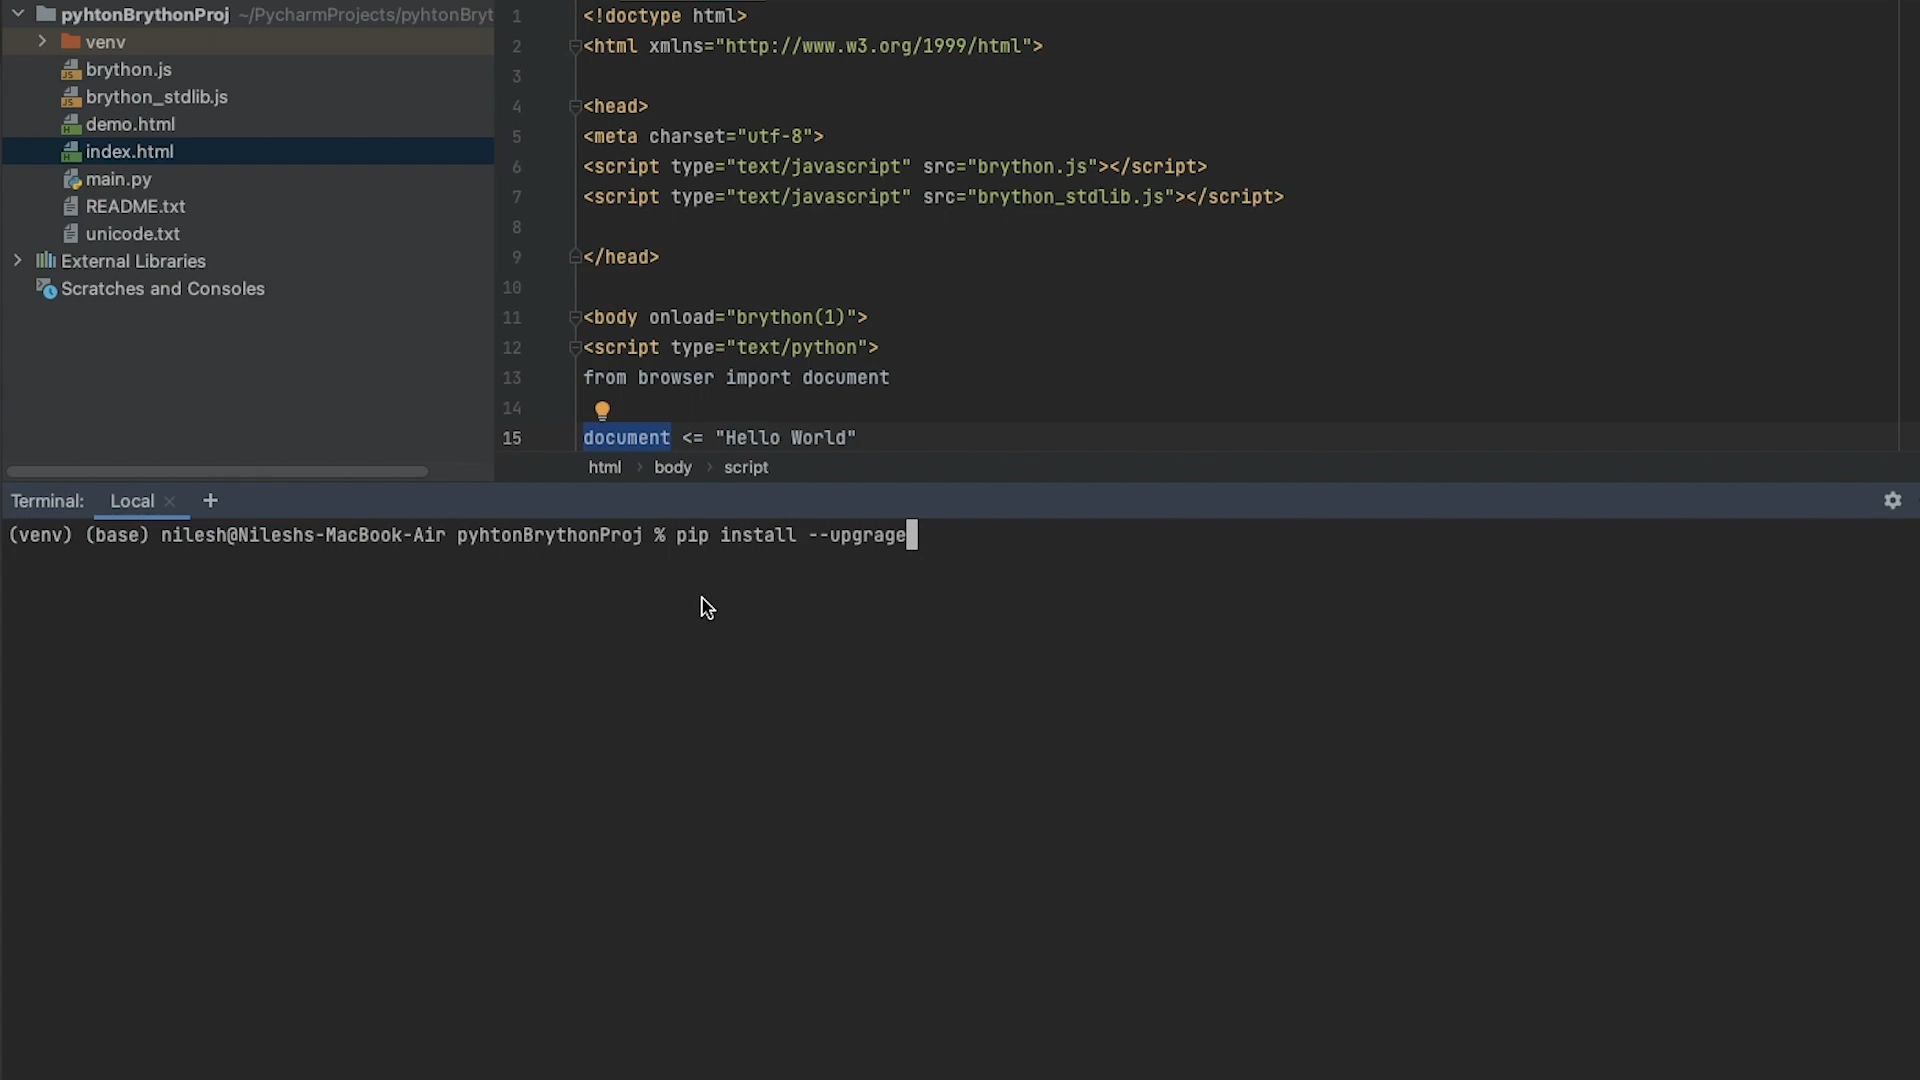 pyhtonBrythonProj ~/PycharmProjects/pyhtonBryt
venv
brython.js
brython_stdlib.js
demo.html
index.html
main.py
README.txt
unicode.txt
External Libraries
Scratches and Consoles
1 <!doctype html>
2 <html xmlns="http://www.w3.org/1999/html">
3
4 <head>
5 <meta charset="utf-8">
6 <script type="text/javascript" src="brython.js"></script>
7 <script type="text/javascript" src="brython_stdlib.js"></script>
8
9 </head>
10
11 <body onload="brython(1)">
12 <script type="text/python">
13 from browser import document
14
15 document <= "Hello World"
html › body › script
Terminal: Local × +
(venv) (base) nilesh@Nileshs-MacBook-Air pyhtonBrythonProj % pip install --upgrage